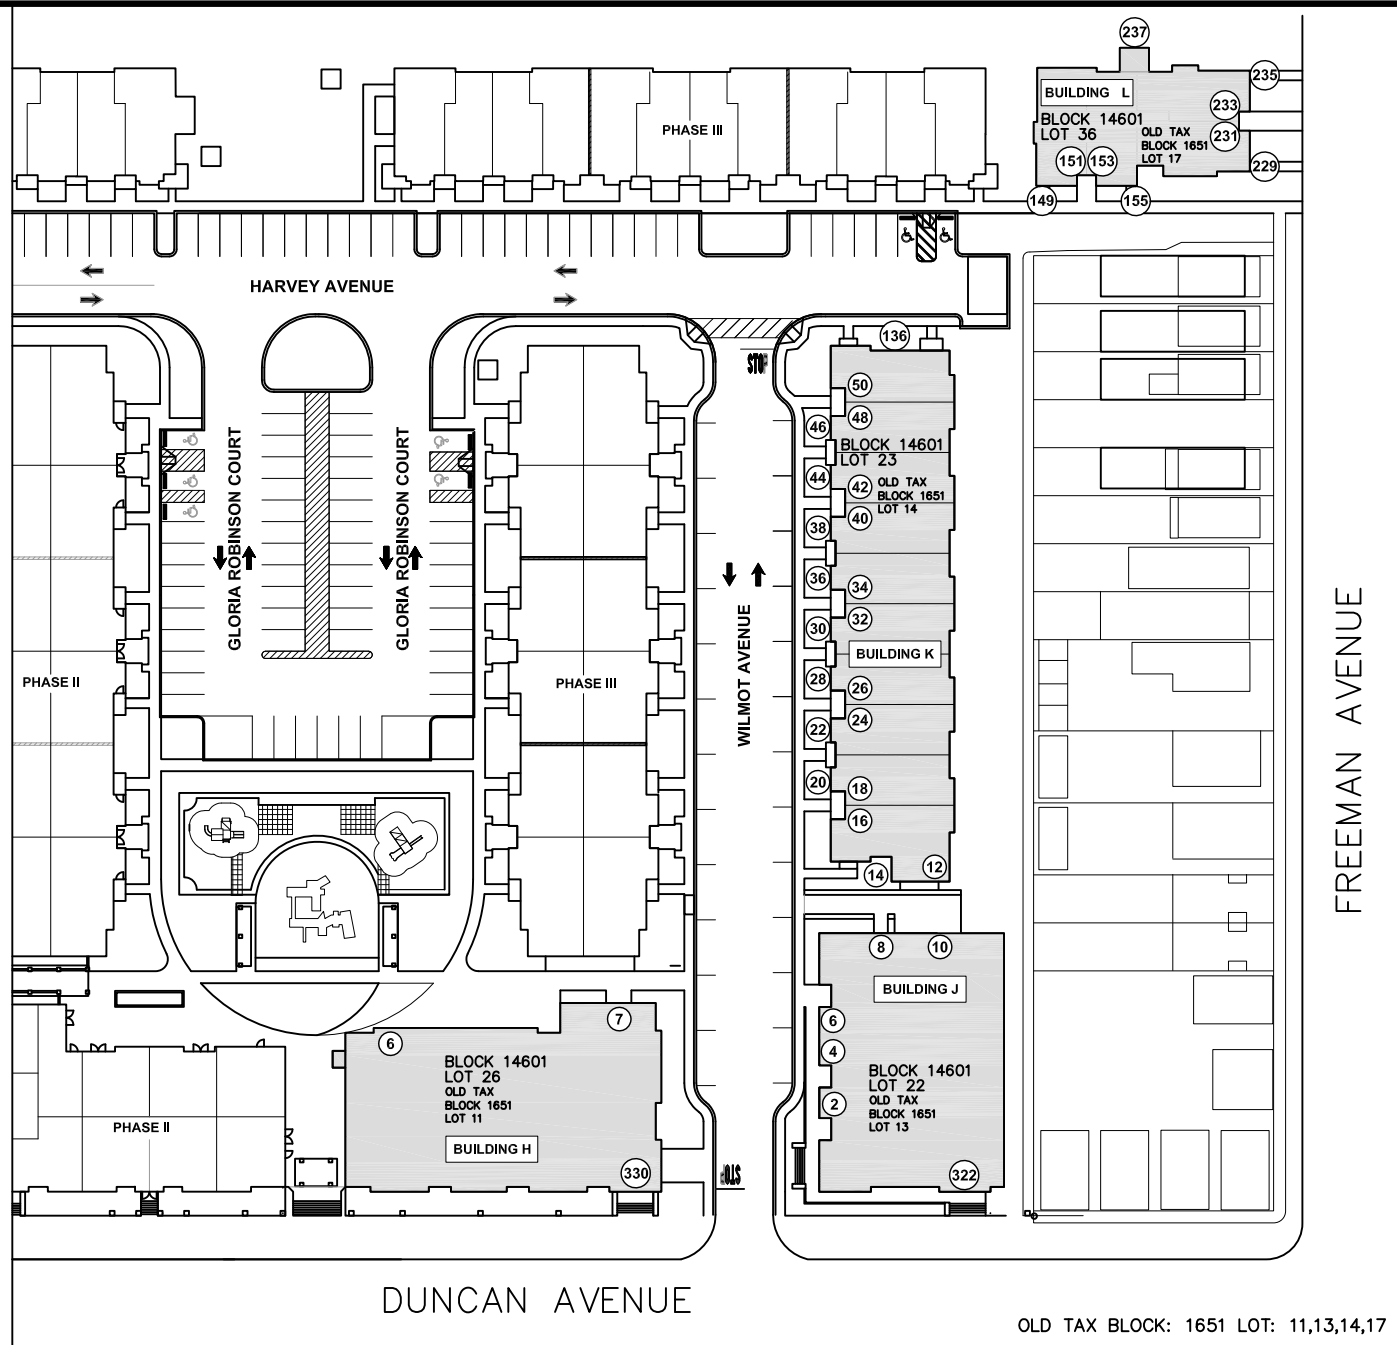 237
235
BUILDING L
233
BLOCK 14601
LOT 36
OLD TAX
BLOCK 1651
LOT 17
231
151
153
229
149
155
PHASE III
HARVEY AVENUE
136
STOP
50
48
46
BLOCK 14601
LOT 23
44
42
OLD TAX
BLOCK 1651
LOT 14
40
38
36
34
32
30
BUILDING K
28
26
24
22
20
18
16
14
12
GLORIA ROBINSON COURT
GLORIA ROBINSON COURT
WILMOT AVENUE
FREEMAN AVENUE
PHASE II
PHASE III
8
10
BUILDING J
6
4
2
BLOCK 14601
LOT 22
OLD TAX
BLOCK 1651
LOT 13
322
7
6
BLOCK 14601
LOT 26
OLD TAX
BLOCK 1651
LOT 11
BUILDING H
330
PHASE II
STOP
DUNCAN AVENUE
OLD TAX BLOCK: 1651 LOT: 11,13,14,17